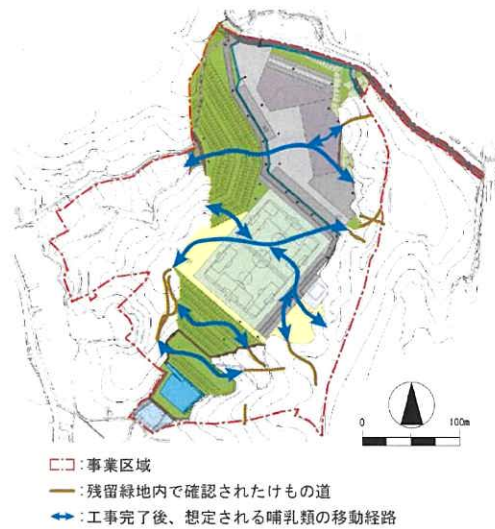 0 100m
:事業区域
:残留緑地内で確認されたけもの道
:工事完了後、想定される哺乳類の移動経路